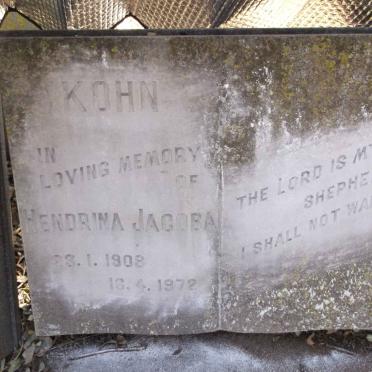 KOHN
IN
LOVING MEMORY
OF
HENDRINA JACOBA
23.1.1908
16.4.1972
THE LORD IS MY
SHEPHE
I SHALL NOT WA